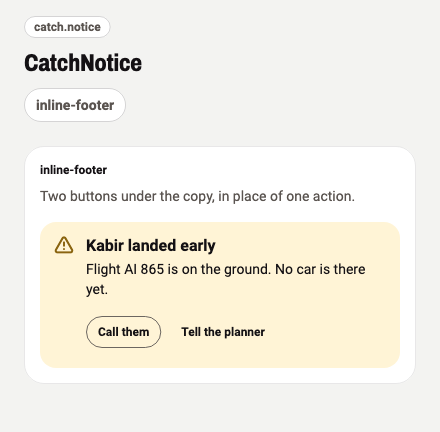 catch.notice
CatchNotice
inline-footer
inline-footer
Two buttons under the copy, in place of one action.
Kabir landed early
Flight AI 865 is on the ground. No car is there
yet.
Call them
Tell the planner